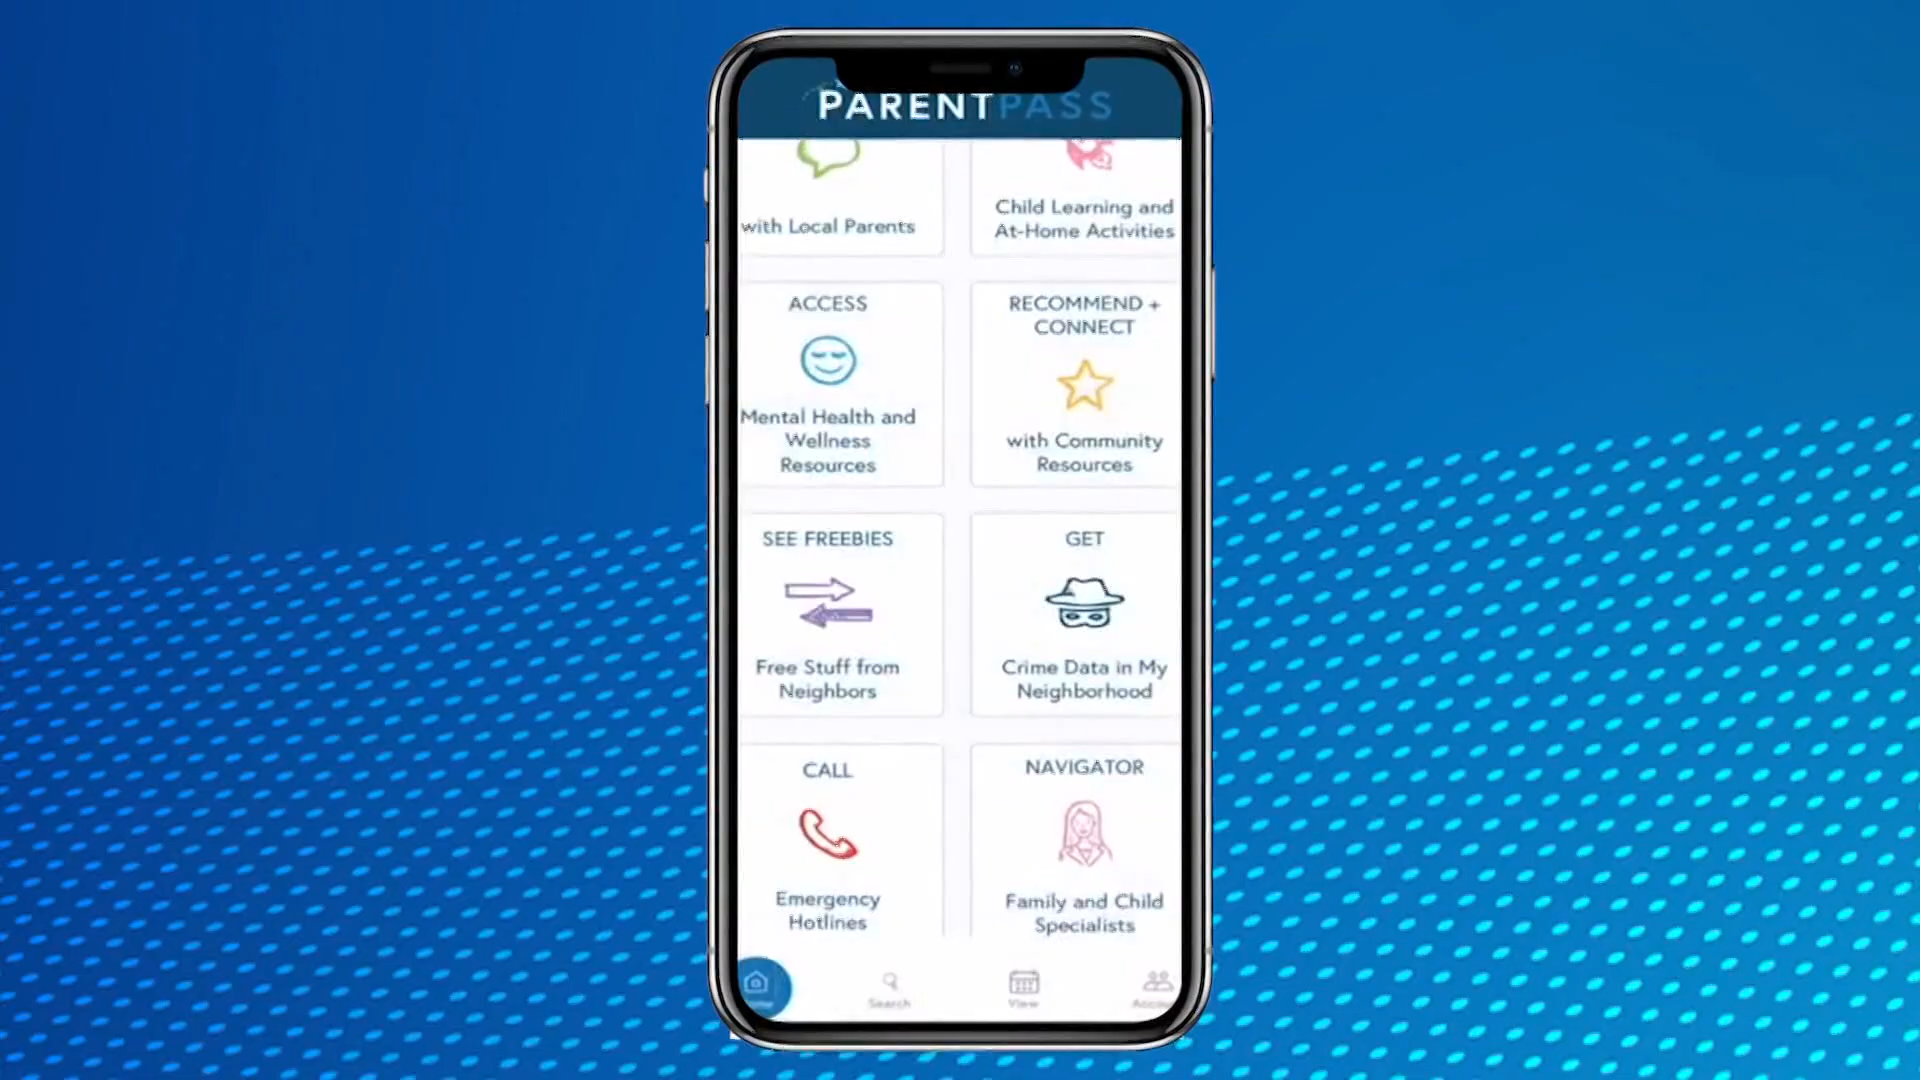 PARENTPASS
with Local Parents
Child Learning and
At-Home Activities
ACCESS
Mental Health and
Wellness
Resources
RECOMMEND +
CONNECT
with Community
Resources
SEE FREEBIES
Free Stuff from
Neighbors
GET
Crime Data in My
Neighborhood
CALL
Emergency
Hotlines
NAVIGATOR
Family and Child
Specialists
Search
View